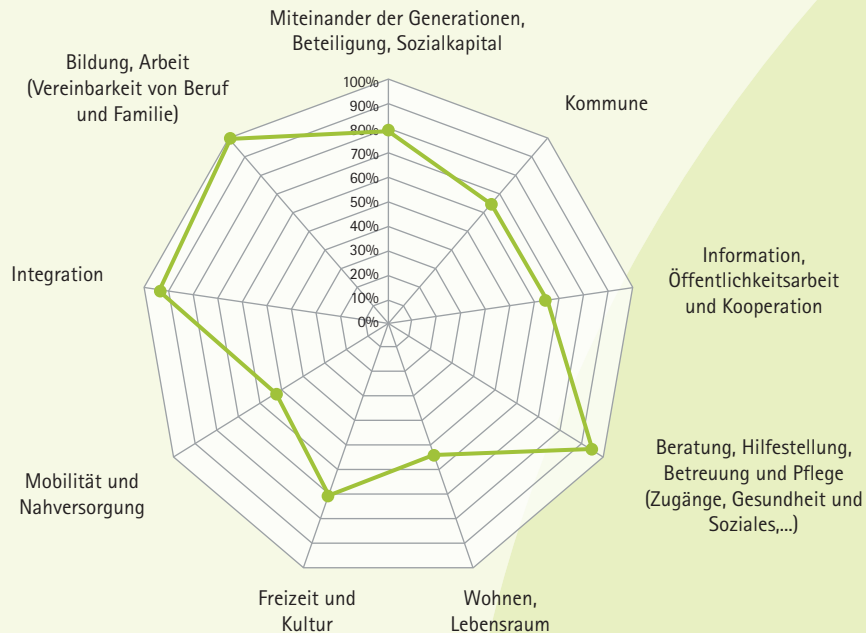 Miteinander der Generationen,
Beteiligung, Sozialkapital
Bildung, Arbeit
(Vereinbarkeit von Beruf
und Familie)
Kommune
100%
90%
80%
70%
60%
50%
40%
30%
20%
10%
0%
Integration
Information,
Öffentlichkeitsarbeit
und Kooperation
Mobilität und
Nahversorgung
Beratung, Hilfestellung,
Betreuung und Pflege
(Zugänge, Gesundheit und
Soziales,...)
Freizeit und
Kultur
Wohnen,
Lebensraum